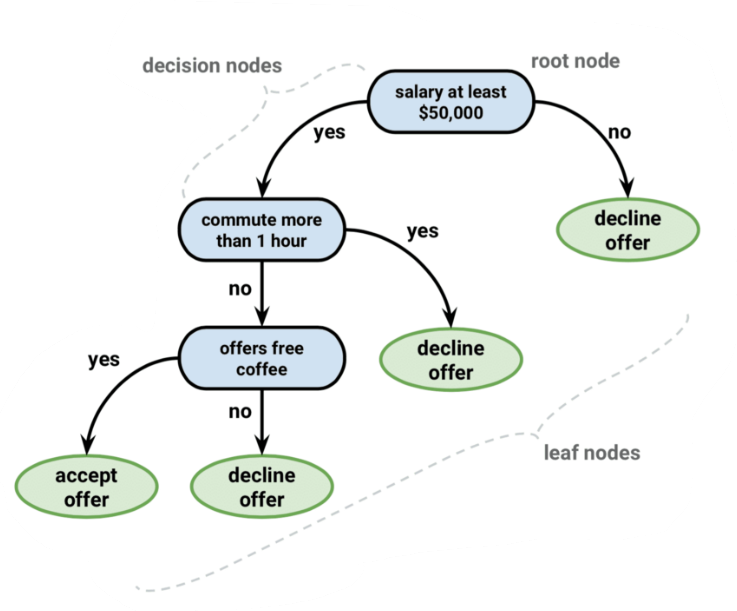 root node
decision nodes
salary at least
$50,000
yes
no
commute more
than 1 hour
decline
offer
yes
no
offers free
coffee
decline
offer
yes
no
leaf nodes
accept
offer
decline
offer